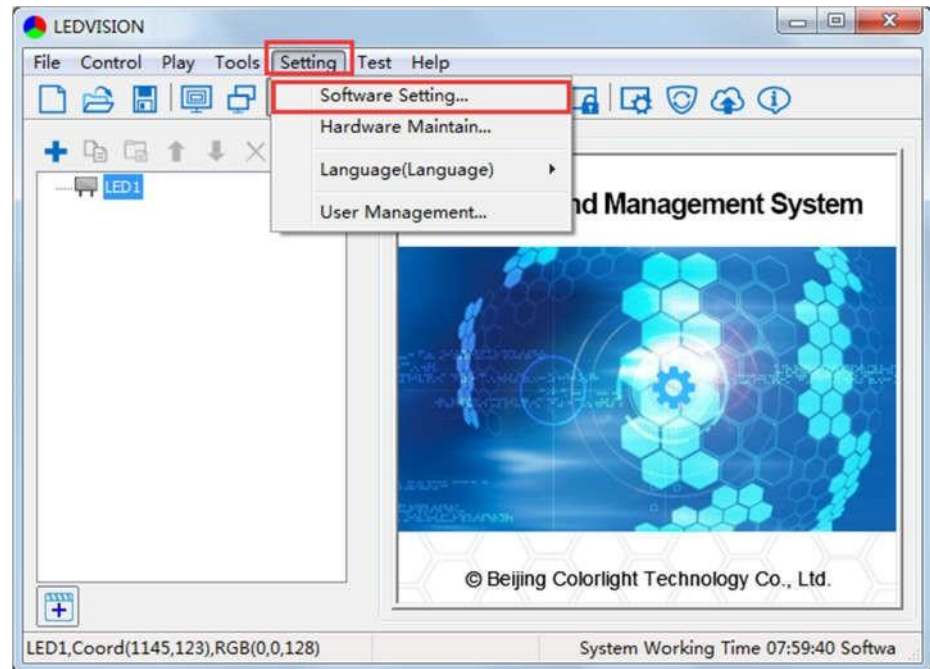 LEDVISION
File Control Play Tools Setting Test Help
Software Setting...
Hardware Maintain...
Language(Language)
User Management...
LED1
nd Management System
© Beijing Colorlight Technology Co., Ltd.
LED1,Coord(1145,123),RGB(0,0,128)
System Working Time 07:59:40 Softwa